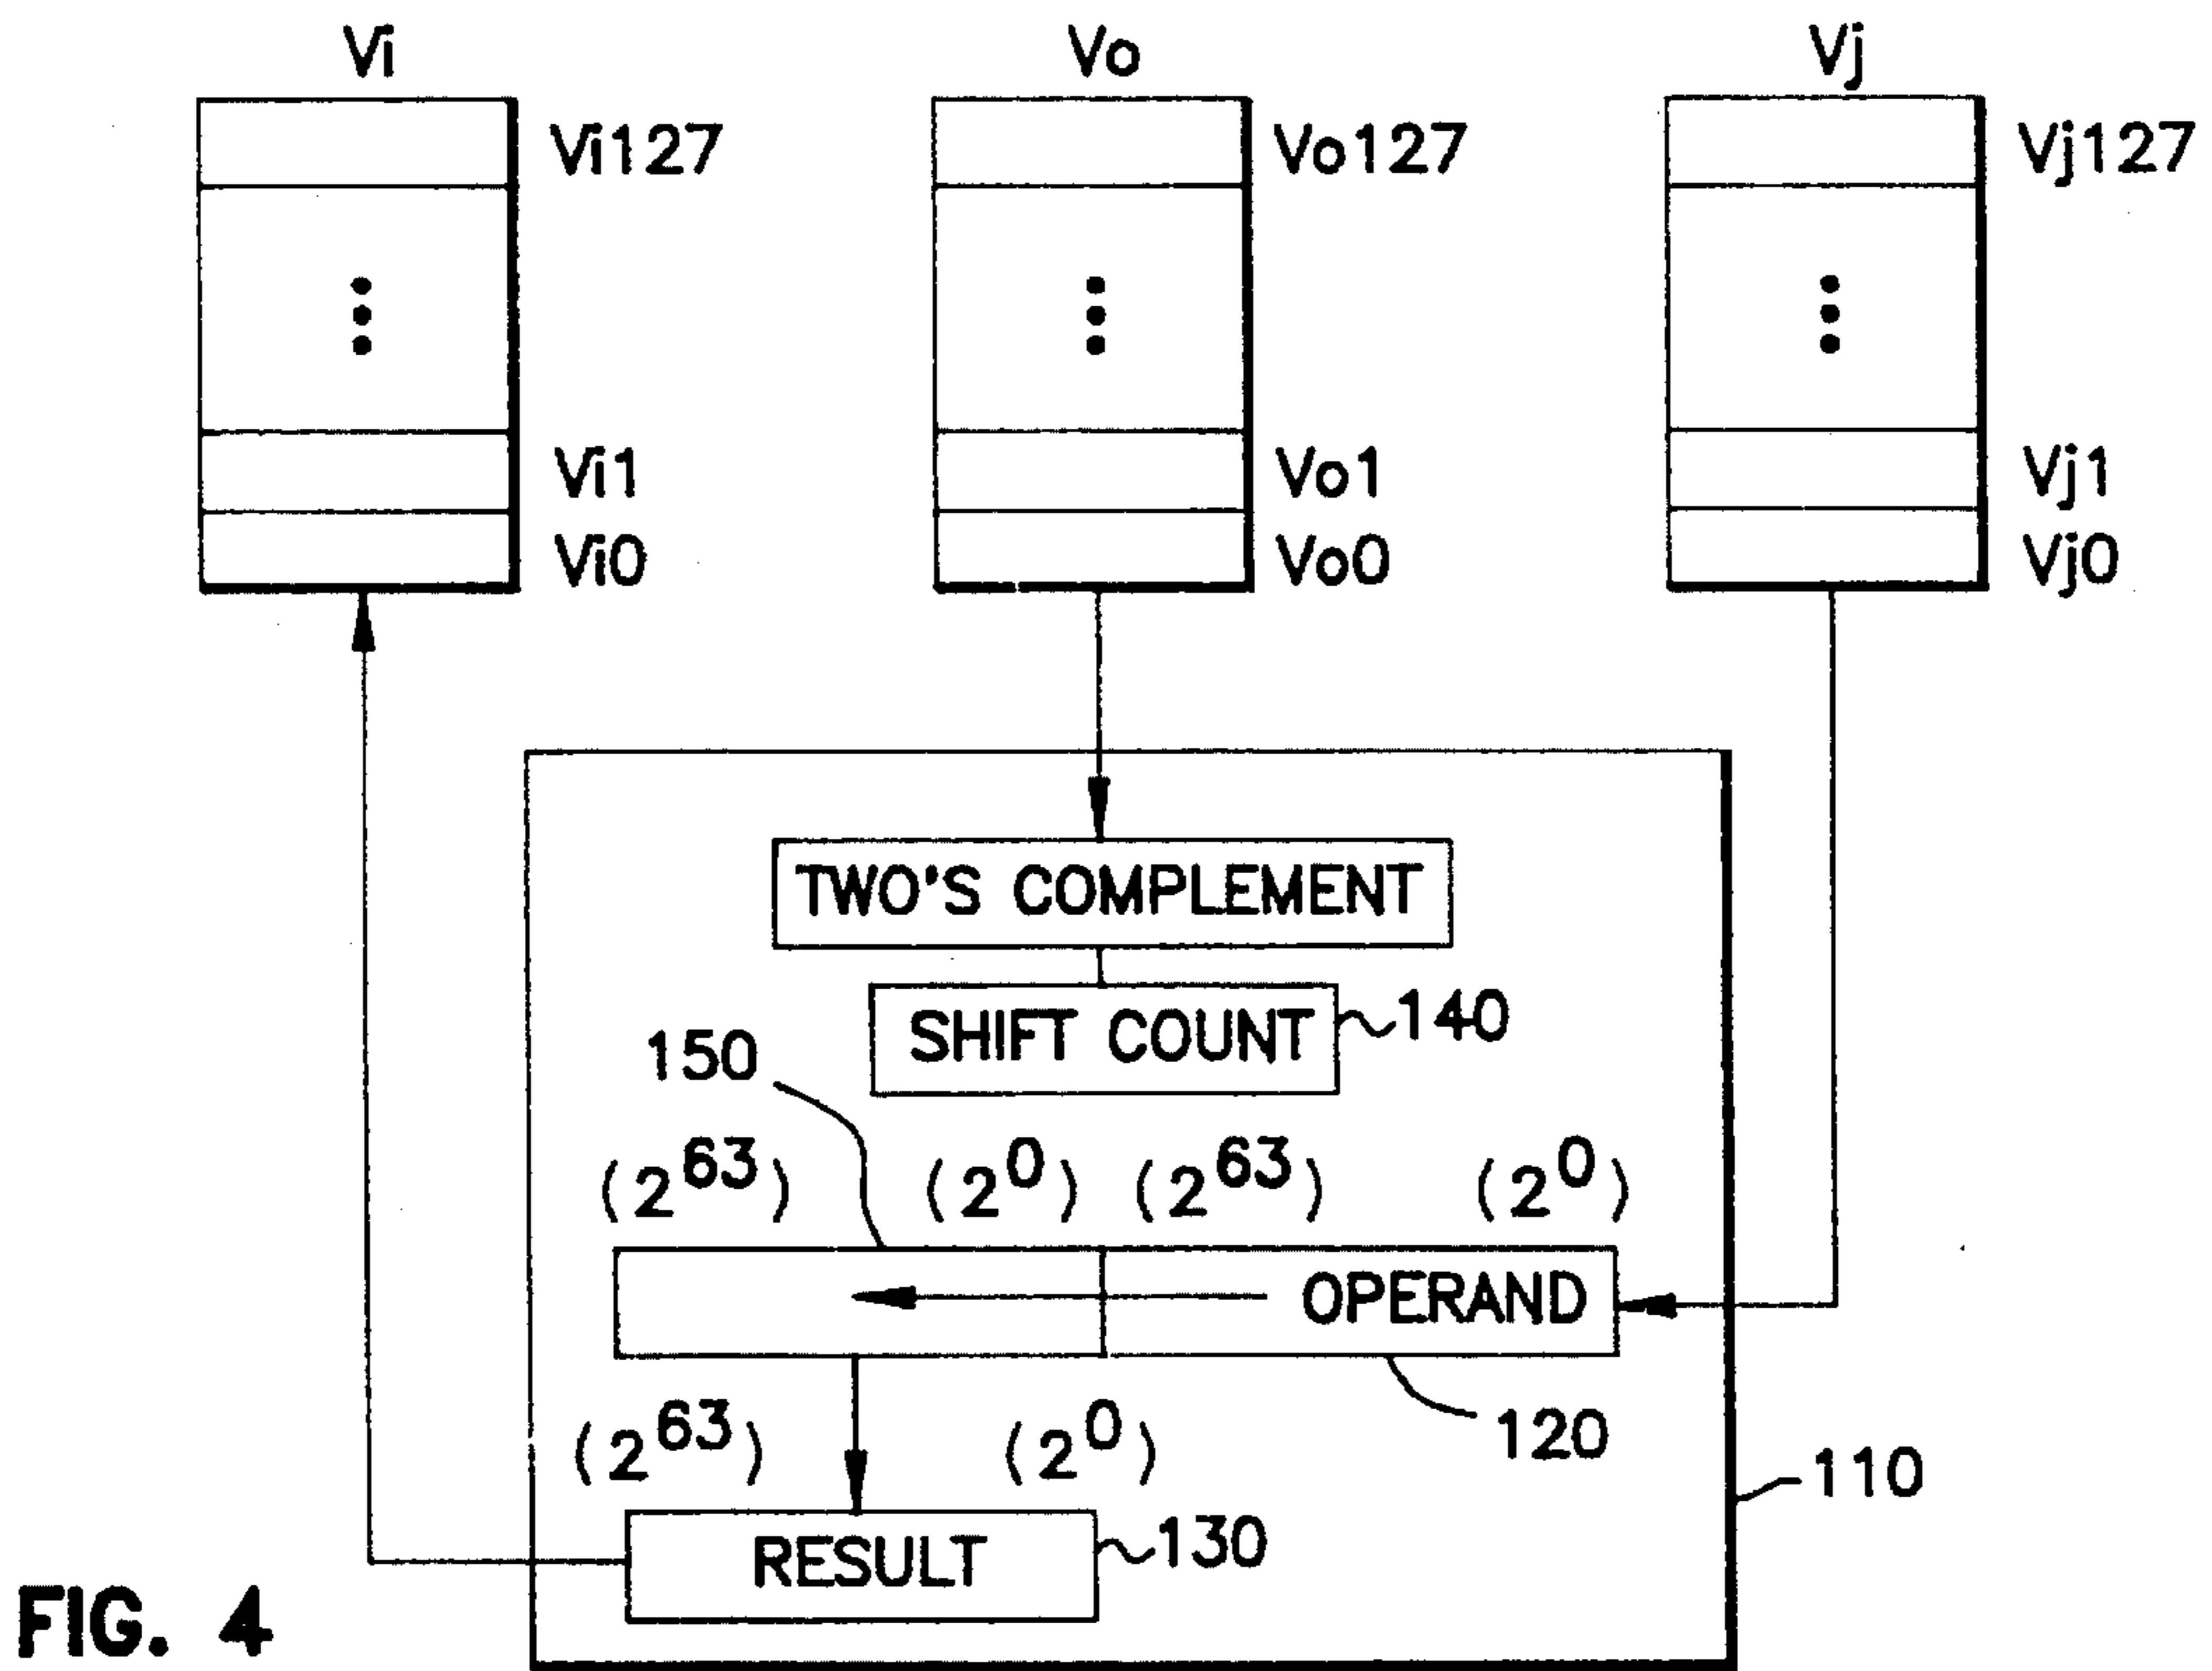 Vi Vo Vj
Vi127 Vo127 Vj127
Vi1 Vo1 Vj1
Vi0 Vo0 Vj0
TWO'S COMPLEMENT
SHIFT COUNT 140
150
(2^63) (2^0) (2^63) (2^0)
OPERAND
120
(2^63) (2^0)
110
RESULT 130
FIG. 4